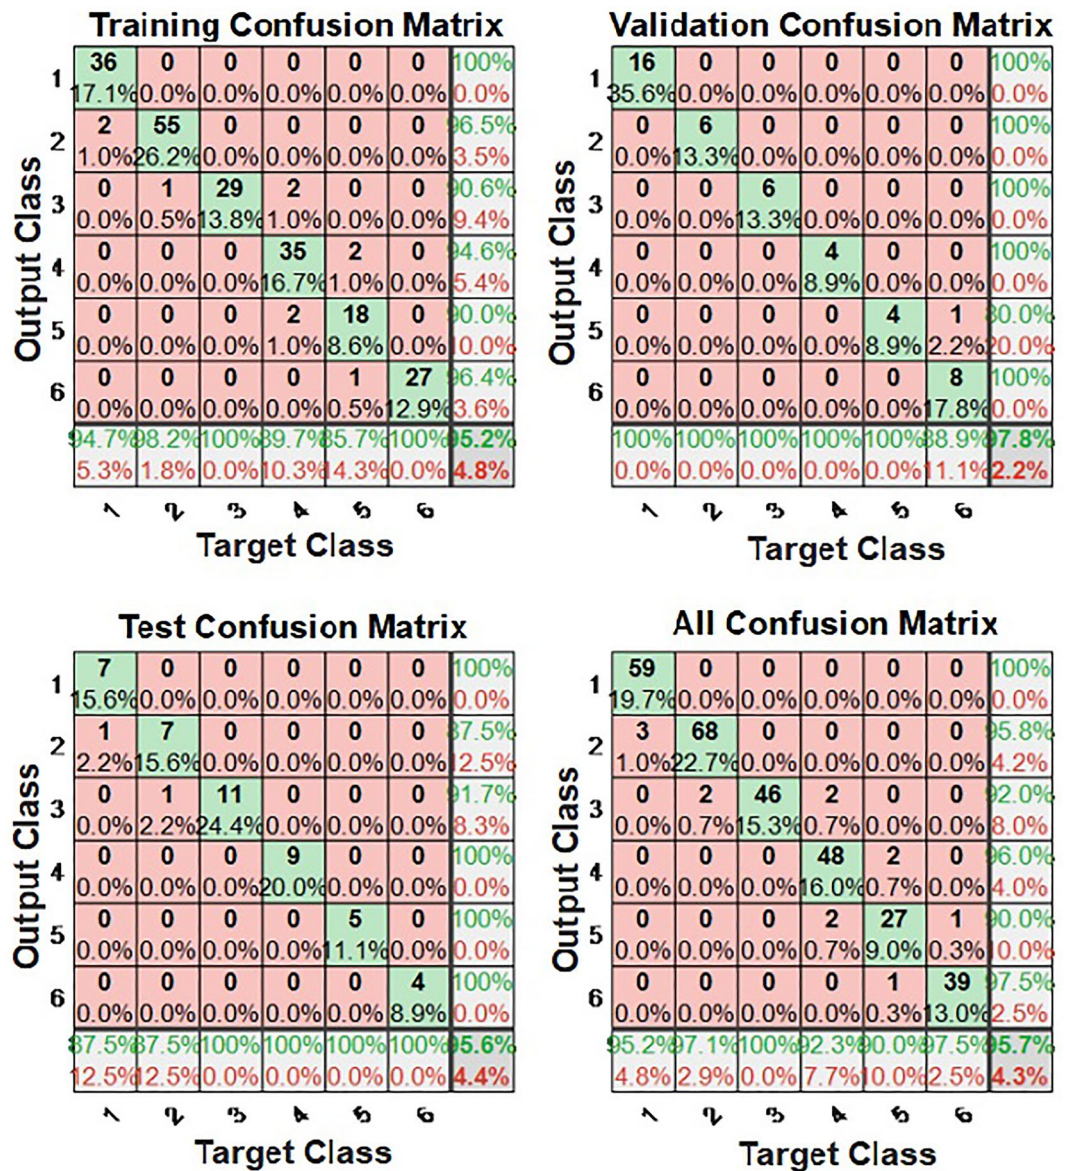 Training Confusion Matrix
1 36 0 0 0 0 0 100%
17.1% 0.0% 0.0% 0.0% 0.0% 0.0% 0.0%
2 2 55 0 0 0 0 96.5%
1.0% 26.2% 0.0% 0.0% 0.0% 0.0% 3.5%
3 0 1 29 2 0 0 90.6%
0.0% 0.5% 13.8% 1.0% 0.0% 0.0% 9.4%
4 0 0 0 35 2 0 94.6%
0.0% 0.0% 0.0% 16.7% 1.0% 0.0% 5.4%
5 0 0 0 2 18 0 90.0%
0.0% 0.0% 0.0% 1.0% 8.6% 0.0% 10.0%
6 0 0 0 0 1 27 96.4%
0.0% 0.0% 0.0% 0.0% 0.5% 12.9% 3.6%
94.7% 98.2% 100% 89.7% 85.7% 100% 95.2%
5.3% 1.8% 0.0% 10.3% 14.3% 0.0% 4.8%
1 2 3 4 5 6
Target Class
Output Class
Validation Confusion Matrix
1 16 0 0 0 0 0 100%
35.6% 0.0% 0.0% 0.0% 0.0% 0.0% 0.0%
2 0 6 0 0 0 0 100%
0.0% 13.3% 0.0% 0.0% 0.0% 0.0% 0.0%
3 0 0 6 0 0 0 100%
0.0% 0.0% 13.3% 0.0% 0.0% 0.0% 0.0%
4 0 0 0 4 0 0 100%
0.0% 0.0% 0.0% 8.9% 0.0% 0.0% 0.0%
5 0 0 0 0 4 1 80.0%
0.0% 0.0% 0.0% 0.0% 8.9% 2.2% 20.0%
6 0 0 0 0 0 8 100%
0.0% 0.0% 0.0% 0.0% 0.0% 17.8% 0.0%
100% 100% 100% 100% 100% 88.9% 97.8%
0.0% 0.0% 0.0% 0.0% 0.0% 11.1% 2.2%
1 2 3 4 5 6
Target Class
Output Class
Test Confusion Matrix
1 7 0 0 0 0 0 100%
15.6% 0.0% 0.0% 0.0% 0.0% 0.0% 0.0%
2 1 7 0 0 0 0 87.5%
2.2% 15.6% 0.0% 0.0% 0.0% 0.0% 12.5%
3 0 1 11 0 0 0 91.7%
0.0% 2.2% 24.4% 0.0% 0.0% 0.0% 8.3%
4 0 0 0 9 0 0 100%
0.0% 0.0% 0.0% 20.0% 0.0% 0.0% 0.0%
5 0 0 0 0 5 0 100%
0.0% 0.0% 0.0% 0.0% 11.1% 0.0% 0.0%
6 0 0 0 0 0 4 100%
0.0% 0.0% 0.0% 0.0% 0.0% 8.9% 0.0%
87.5% 87.5% 100% 100% 100% 100% 95.6%
12.5% 12.5% 0.0% 0.0% 0.0% 0.0% 4.4%
1 2 3 4 5 6
Target Class
Output Class
All Confusion Matrix
1 59 0 0 0 0 0 100%
19.7% 0.0% 0.0% 0.0% 0.0% 0.0% 0.0%
2 3 68 0 0 0 0 95.8%
1.0% 22.7% 0.0% 0.0% 0.0% 0.0% 4.2%
3 0 2 46 2 0 0 92.0%
0.0% 0.7% 15.3% 0.7% 0.0% 0.0% 8.0%
4 0 0 0 48 2 0 96.0%
0.0% 0.0% 0.0% 16.0% 0.7% 0.0% 4.0%
5 0 0 0 2 27 1 90.0%
0.0% 0.0% 0.0% 0.7% 9.0% 0.3% 10.0%
6 0 0 0 0 1 39 97.5%
0.0% 0.0% 0.0% 0.0% 0.3% 13.0% 2.5%
95.2% 97.1% 100% 92.3% 90.0% 97.5% 95.7%
4.8% 2.9% 0.0% 7.7% 10.0% 2.5% 4.3%
1 2 3 4 5 6
Target Class
Output Class